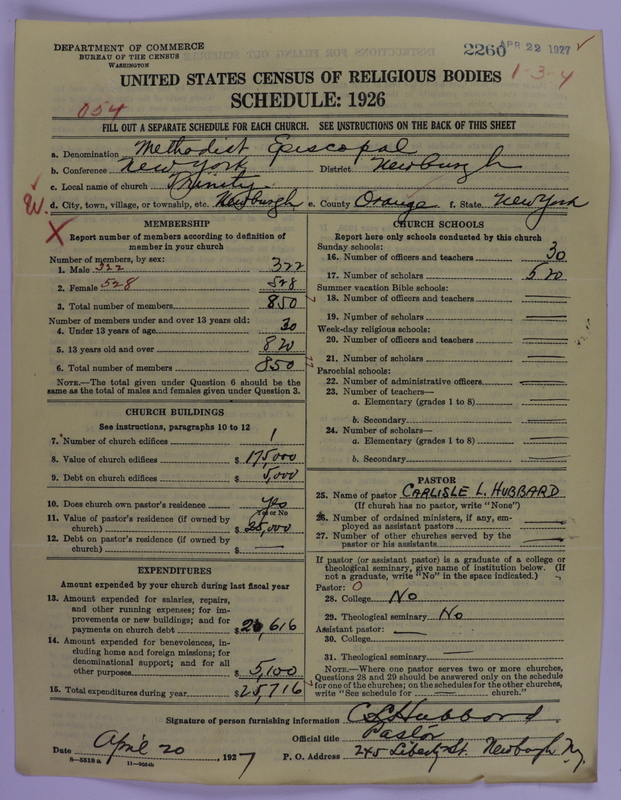 DEPARTMENT OF COMMERCE
BUREAU OF THE CENSUS
WASHINGTON
2260 APR 22 1927
UNITED STATES CENSUS OF RELIGIOUS BODIES
1-3-4
SCHEDULE: 1926
054
FILL OUT A SEPARATE SCHEDULE FOR EACH CHURCH. SEE INSTRUCTIONS ON THE BACK OF THIS SHEET
a. Denomination Methodist Episcopal
b. Conference New York District Newburgh
c. Local name of church Trinity
d. City, town, village, or township, etc. Newburgh e. County Orange f. State New York
MEMBERSHIP
Report number of members according to definition of
member in your church
Number of members, by sex:
1. Male 322 322
2. Female 528 528
3. Total number of members 850
Number of members under and over 13 years old:
4. Under 13 years of age 30
5. 13 years old and over 820
6. Total number of members 850
NOTE.—The total given under Question 6 should be the
same as the total of males and females given under Question 3.
CHURCH BUILDINGS
See instructions, paragraphs 10 to 12
7. Number of church edifices 1
8. Value of church edifices $ 175,000
9. Debt on church edifices $ 5,000
10. Does church own pastor's residence Yes
Yes or No
11. Value of pastor's residence (if owned by
church) $ 25,000
12. Debt on pastor's residence (if owned by
church) $ —
EXPENDITURES
Amount expended by your church during last fiscal year
13. Amount expended for salaries, repairs,
and other running expenses; for im-
provements or new buildings; and for
payments on church debt $ 20,616
14. Amount expended for benevolences, in-
cluding home and foreign missions; for
denominational support; and for all
other purposes $ 5,100
15. Total expenditures during year $ 25,716
CHURCH SCHOOLS
Report here only schools conducted by this church
Sunday schools:
16. Number of officers and teachers 30
17. Number of scholars 520
Summer vacation Bible schools:
18. Number of officers and teachers —
19. Number of scholars —
Week-day religious schools:
20. Number of officers and teachers —
21. Number of scholars —
Parochial schools:
22. Number of administrative officers —
23. Number of teachers—
a. Elementary (grades 1 to 8) —
b. Secondary —
24. Number of scholars—
a. Elementary (grades 1 to 8) —
b. Secondary —
PASTOR
25. Name of pastor CARLISLE L. HUBBARD
(If church has no pastor, write "None")
26. Number of ordained ministers, if any, em-
ployed as assistant pastors —
27. Number of other churches served by the
pastor or his assistants —
If pastor (or assistant pastor) is a graduate of a college or
theological seminary, give name of institution below. (If
not a graduate, write "No" in the space indicated.)
Pastor: 0
28. College No
29. Theological seminary No
Assistant pastor: —
30. College
31. Theological seminary —
NOTE.—Where one pastor serves two or more churches,
Questions 28 and 29 should be answered only on the schedule
for one of the churches; on the schedules for the other churches,
write "See schedule for — church."
Signature of person furnishing information C L Hubbard
Official title Pastor
Date April 20, 1927 P. O. Address 245 Liberty St. Newburgh N.Y.
8—5518 a 11—9554b